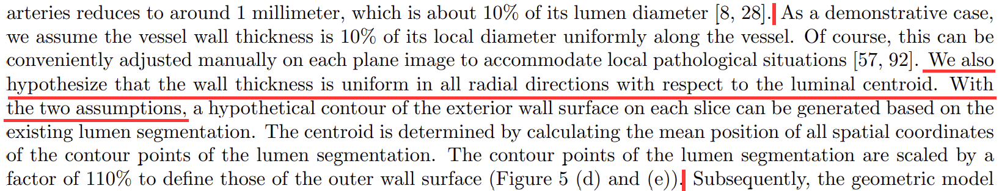 arteries reduces to around 1 millimeter, which is about 10% of its lumen diameter [8, 28]. As a demonstrative case,
we assume the vessel wall thickness is 10% of its local diameter uniformly along the vessel. Of course, this can be
conveniently adjusted manually on each plane image to accommodate local pathological situations [57, 92]. We also
hypothesize that the wall thickness is uniform in all radial directions with respect to the luminal centroid. With
the two assumptions, a hypothetical contour of the exterior wall surface on each slice can be generated based on the
existing lumen segmentation. The centroid is determined by calculating the mean position of all spatial coordinates
of the contour points of the lumen segmentation. The contour points of the lumen segmentation are scaled by a
factor of 110% to define those of the outer wall surface (Figure 5 (d) and (e)). Subsequently, the geometric model